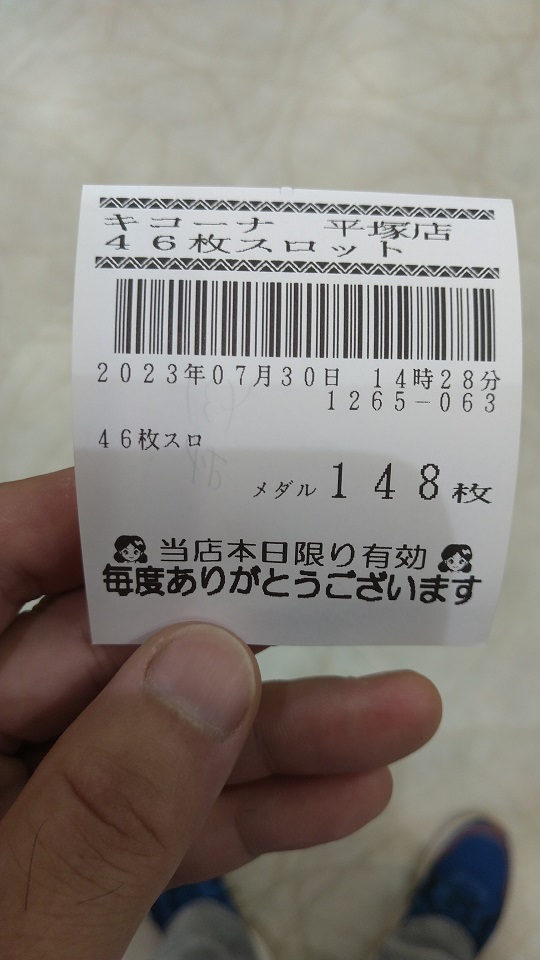 キコーナ　平塚店
４６枚スロット
２０２３年０７月３０日　１４時２８分
１２６５－０６３
４６枚スロ
メダル　１４８枚
当店本日限り有効
毎度ありがとうございます